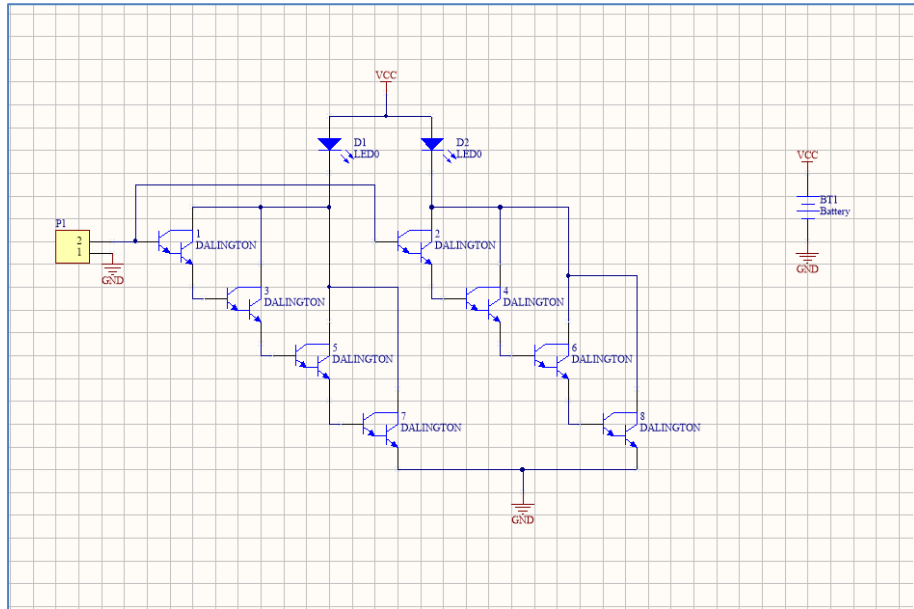 VCC
D1
LED0
D2
LED0
VCC
BT1
Battery
GND
P1
2
1
GND
1
DALINGTON
2
DALINGTON
3
DALINGTON
4
DALINGTON
5
DALINGTON
6
DALINGTON
7
DALINGTON
8
DALINGTON
GND